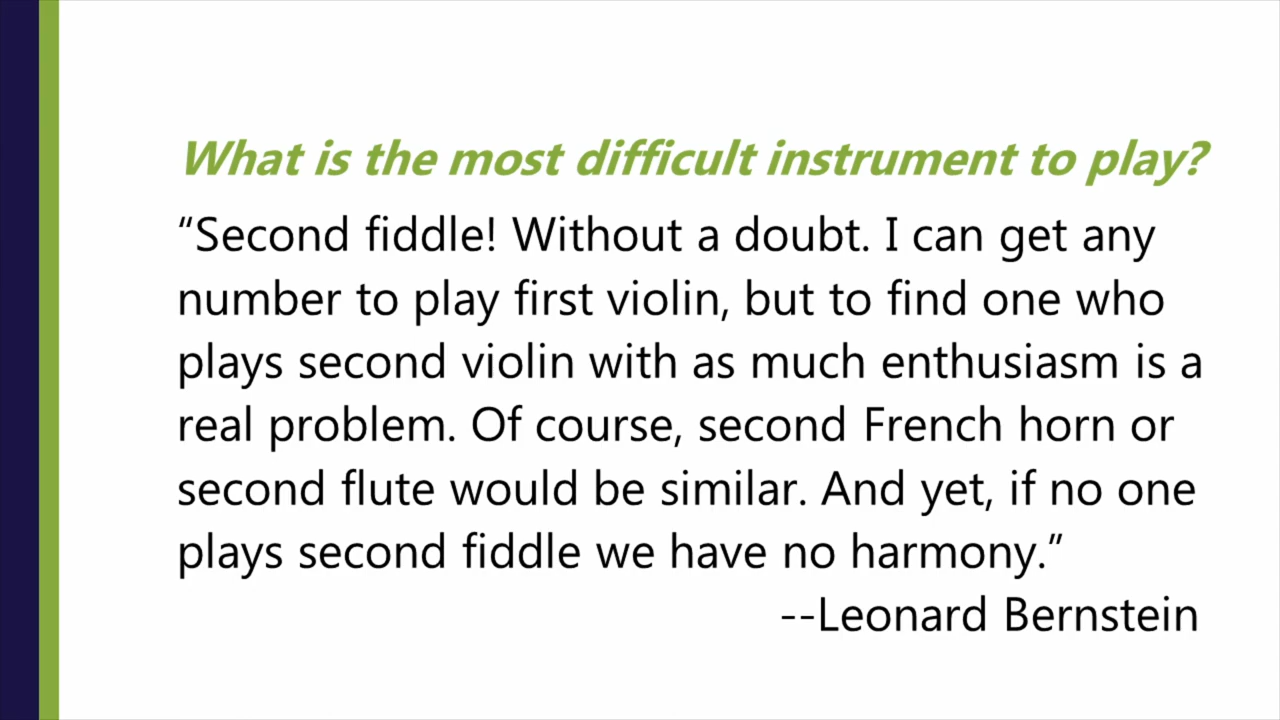 What is the most difficult instrument to play?
“Second fiddle! Without a doubt. I can get any
number to play first violin, but to find one who
plays second violin with as much enthusiasm is a
real problem. Of course, second French horn or
second flute would be similar. And yet, if no one
plays second fiddle we have no harmony.”
--Leonard Bernstein